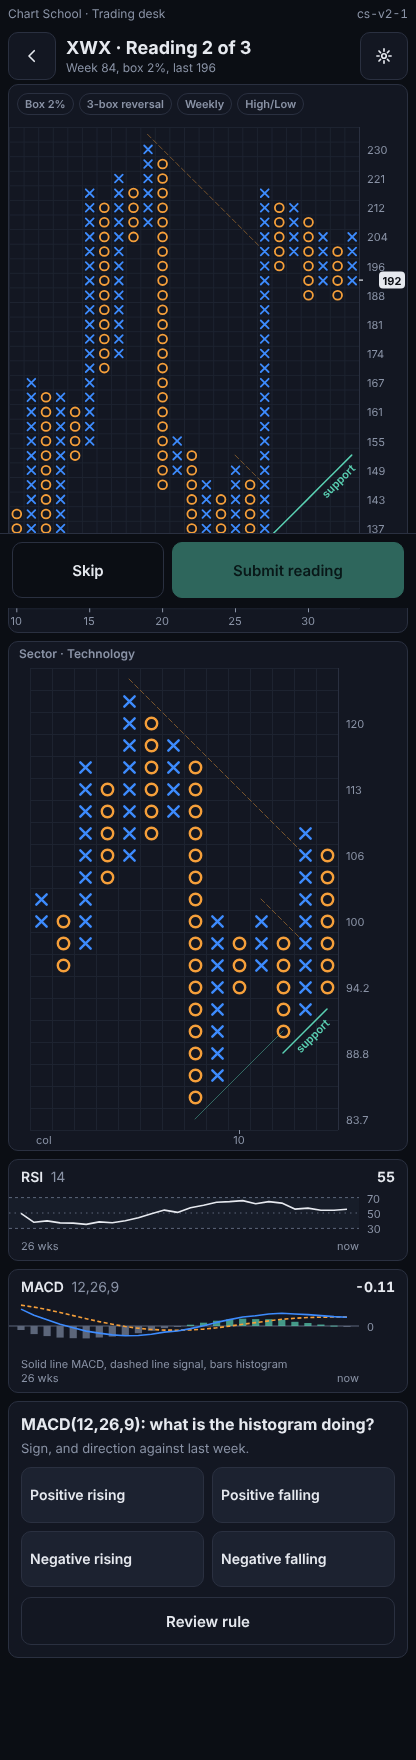 Chart School · Trading desk cs-v2-1
XWX · Reading 2 of 3
Week 84, box 2%, last 196
Box 2% 3-box reversal Weekly High/Low
230
221
212
204
196
192
188
181
174
167
161
155
149
143
137
support
Skip Submit reading
10 15 20 25 30
Sector · Technology
120
113
106
100
94.2
88.8
83.7
support
col 10
RSI 14 55
70
50
30
26 wks now
MACD 12,26,9 -0.11
0
Solid line MACD, dashed line signal, bars histogram
26 wks now
MACD(12,26,9): what is the histogram doing?
Sign, and direction against last week.
Positive rising Positive falling
Negative rising Negative falling
Review rule